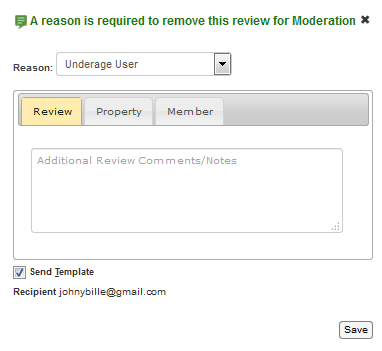 A reason is required to remove this review for Moderation
Reason: Underage User
Review Property Member
Additional Review Comments/Notes
Send Template
Recipient johnybille@gmail.com
Save